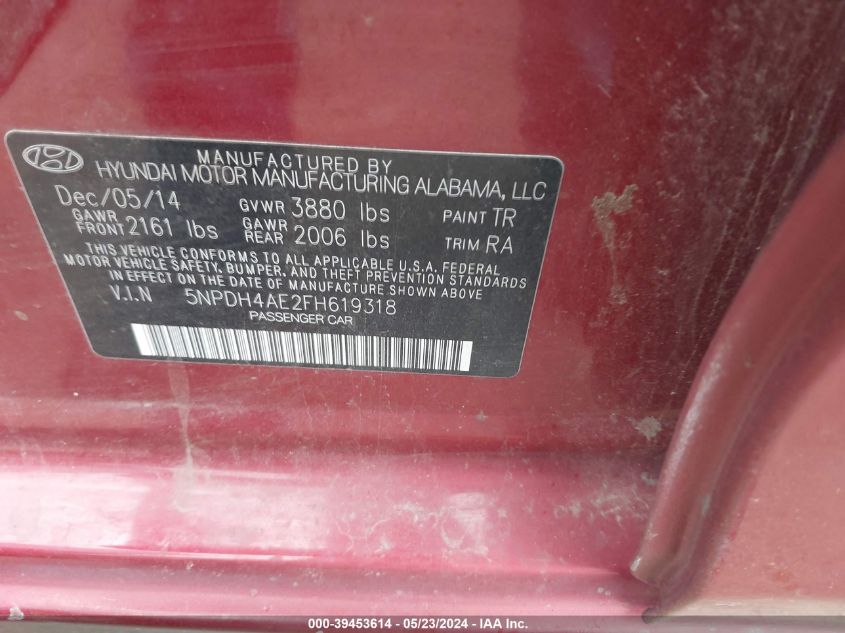 MANUFACTURED BY
HYUNDAI MOTOR MANUFACTURING ALABAMA, LLC
Dec/05/14 GVWR 3880 lbs PAINT TR
GAWR FRONT 2161 lbs GAWR REAR 2006 lbs TRIM RA
THIS VEHICLE CONFORMS TO ALL APPLICABLE U.S.A. FEDERAL
MOTOR VEHICLE SAFETY, BUMPER, AND THEFT PREVENTION STANDARDS
IN EFFECT ON THE DATE OF MANUFACTURE SHOWN ABOVE
V.I.N 5NPDH4AE2FH619318
PASSENGER CAR
000-39453614 - 05/23/2024 - IAA Inc.